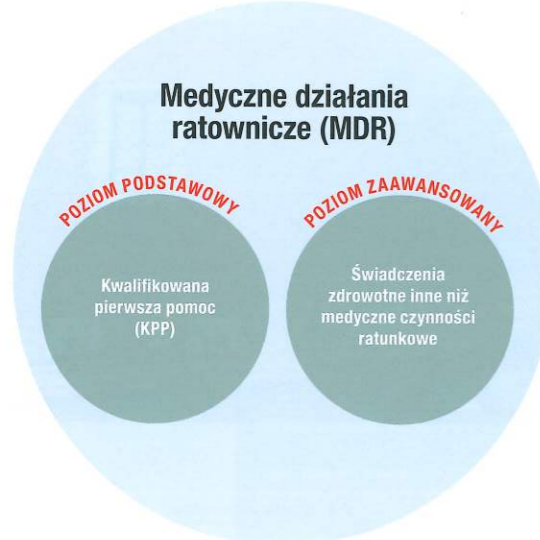 Medyczne działania
ratownicze (MDR)
POZIOM PODSTAWOWY
Kwalifikowana
pierwsza pomoc
(KPP)
POZIOM ZAAWANSOWANY
Świadczenia
zdrowotne inne niż
medyczne czynności
ratunkowe